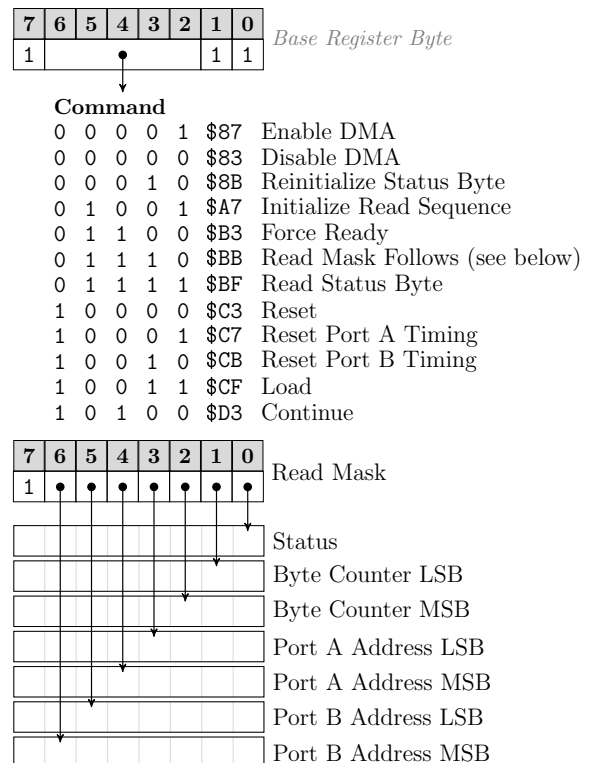 7 6 5 4 3 2 1 0
Base Register Byte
1 1 1
Command
0 0 0 0 1 $87 Enable DMA
0 0 0 0 0 $83 Disable DMA
0 0 0 1 0 $8B Reinitialize Status Byte
0 1 0 0 1 $A7 Initialize Read Sequence
0 1 1 0 0 $B3 Force Ready
0 1 1 1 0 $BB Read Mask Follows (see below)
0 1 1 1 1 $BF Read Status Byte
1 0 0 0 0 $C3 Reset
1 0 0 0 1 $C7 Reset Port A Timing
1 0 0 1 0 $CB Reset Port B Timing
1 0 0 1 1 $CF Load
1 0 1 0 0 $D3 Continue
7 6 5 4 3 2 1 0
Read Mask
1
Status
Byte Counter LSB
Byte Counter MSB
Port A Address LSB
Port A Address MSB
Port B Address LSB
Port B Address MSB